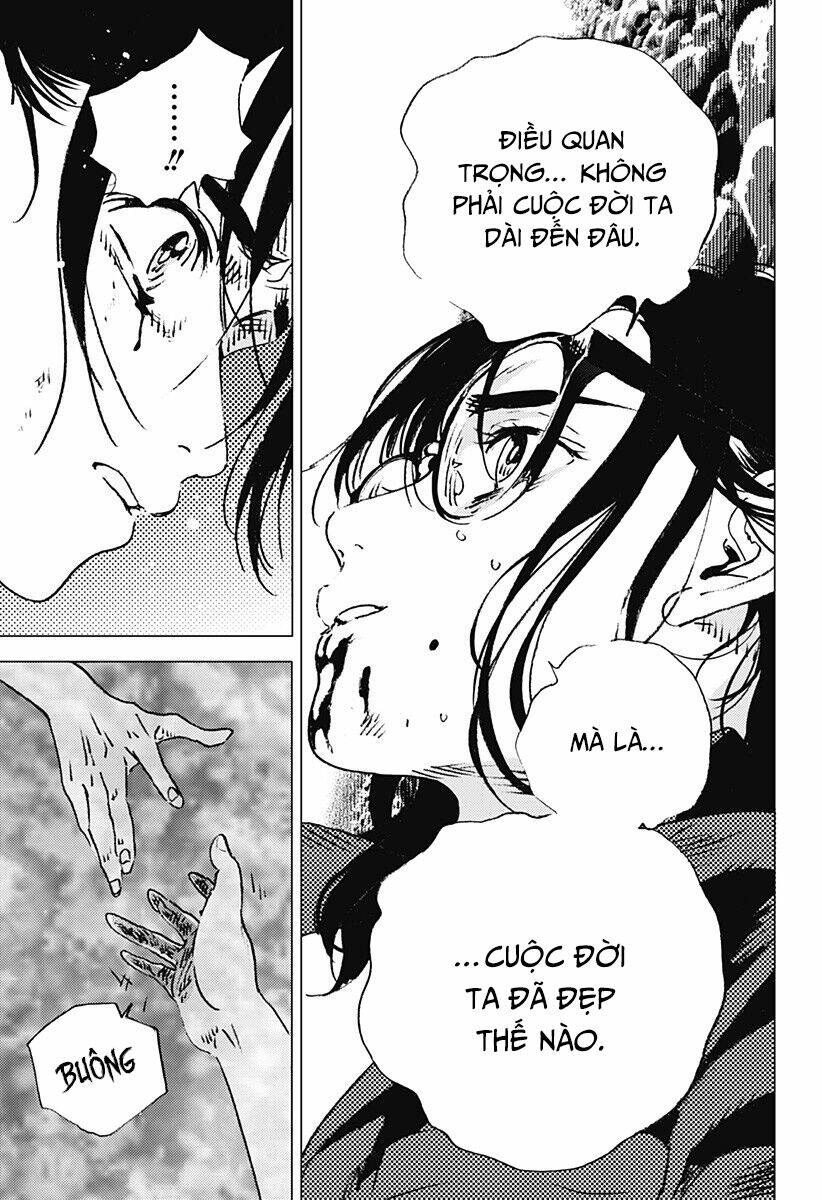 ĐIỀU QUAN
TRỌNG... KHÔNG
PHẢI CUỘC ĐỜI TA
DÀI ĐẾN ĐÂU.
MÀ LÀ...
...CUỘC ĐỜI
TA ĐÃ ĐẸP
THẾ NÀO.
......!!
BUÔNG